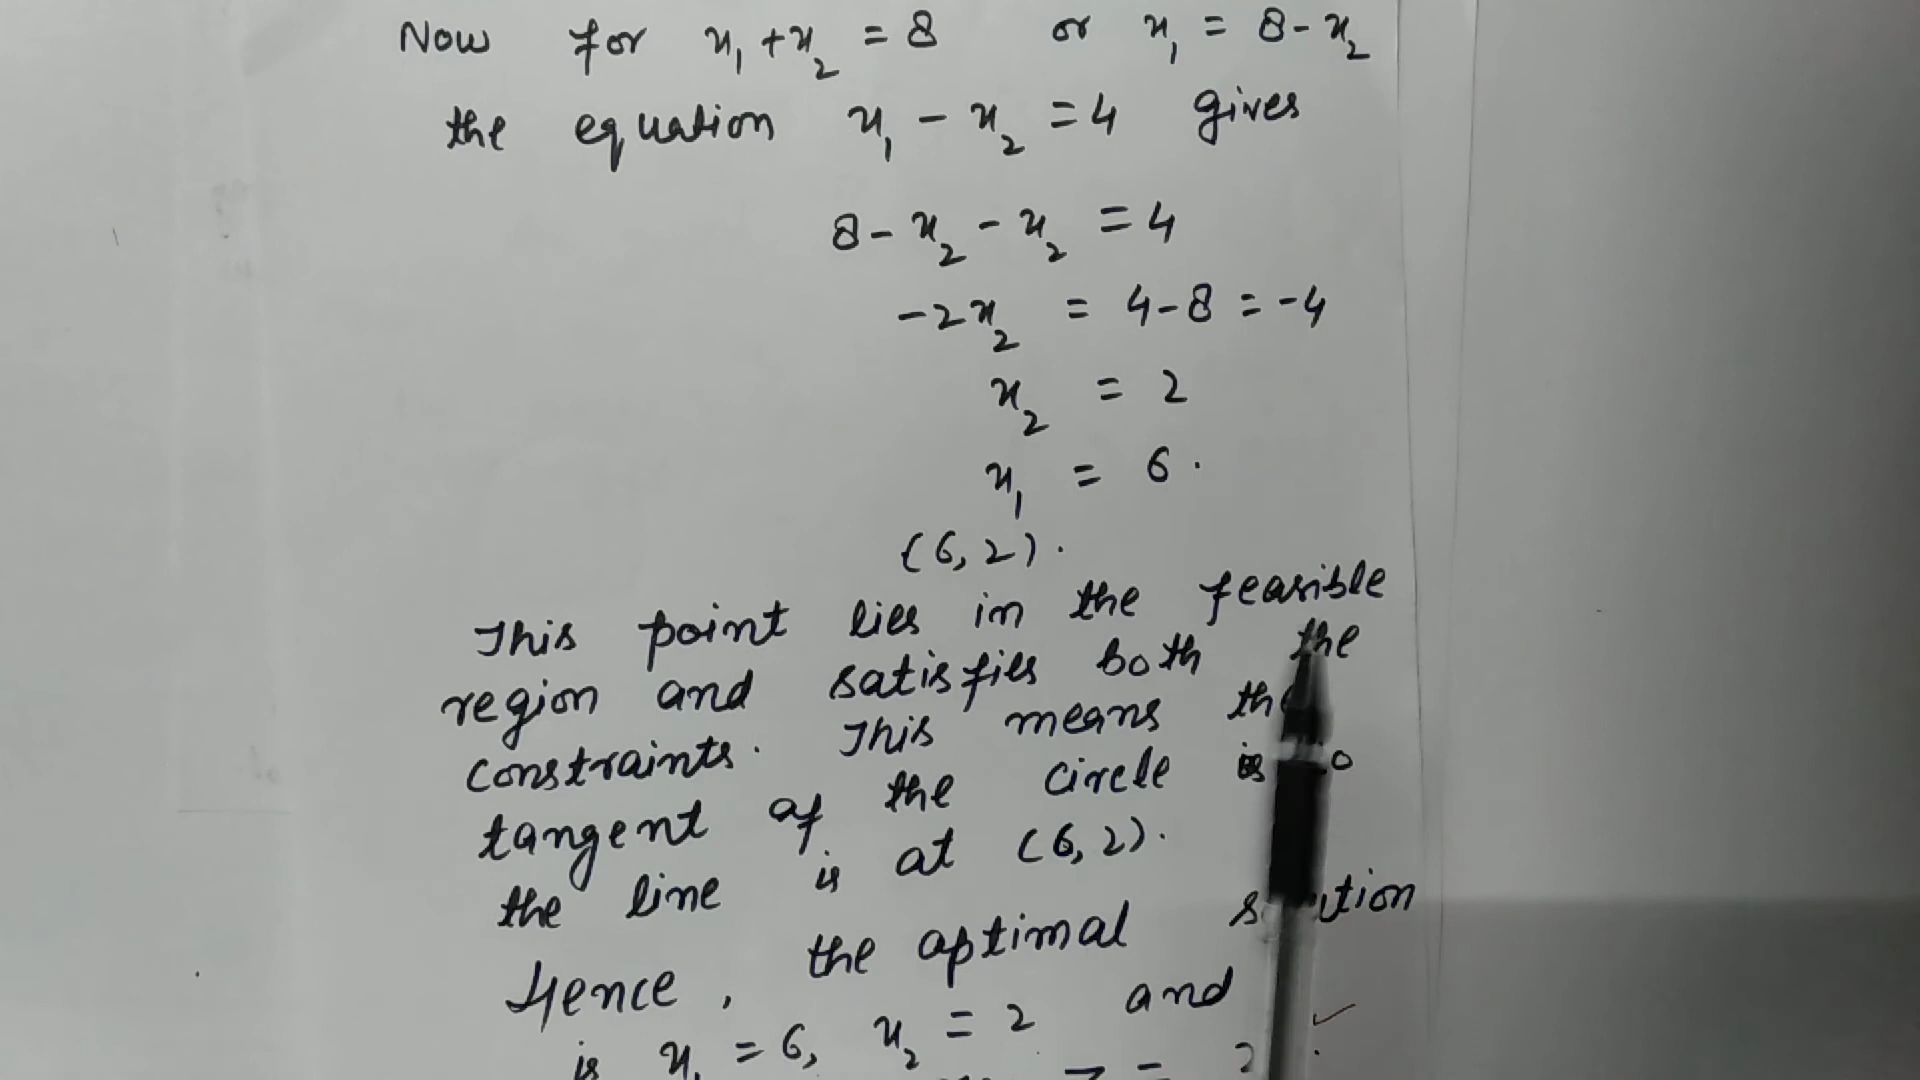 Now for x₁ + x₂ = 8 or x₁ = 8 - x₂
the equation x₁ - x₂ = 4 gives
8 - x₂ - x₂ = 4
-2x₂ = 4 - 8 = -4
x₂ = 2
x₁ = 6.
(6, 2).
This point lies in the feasible
region and satisfies both the
constraints. This means
tangent of the circle
the line is at (6, 2).
Hence, the optimal
is x₁ = 6, x₂ = 2 and